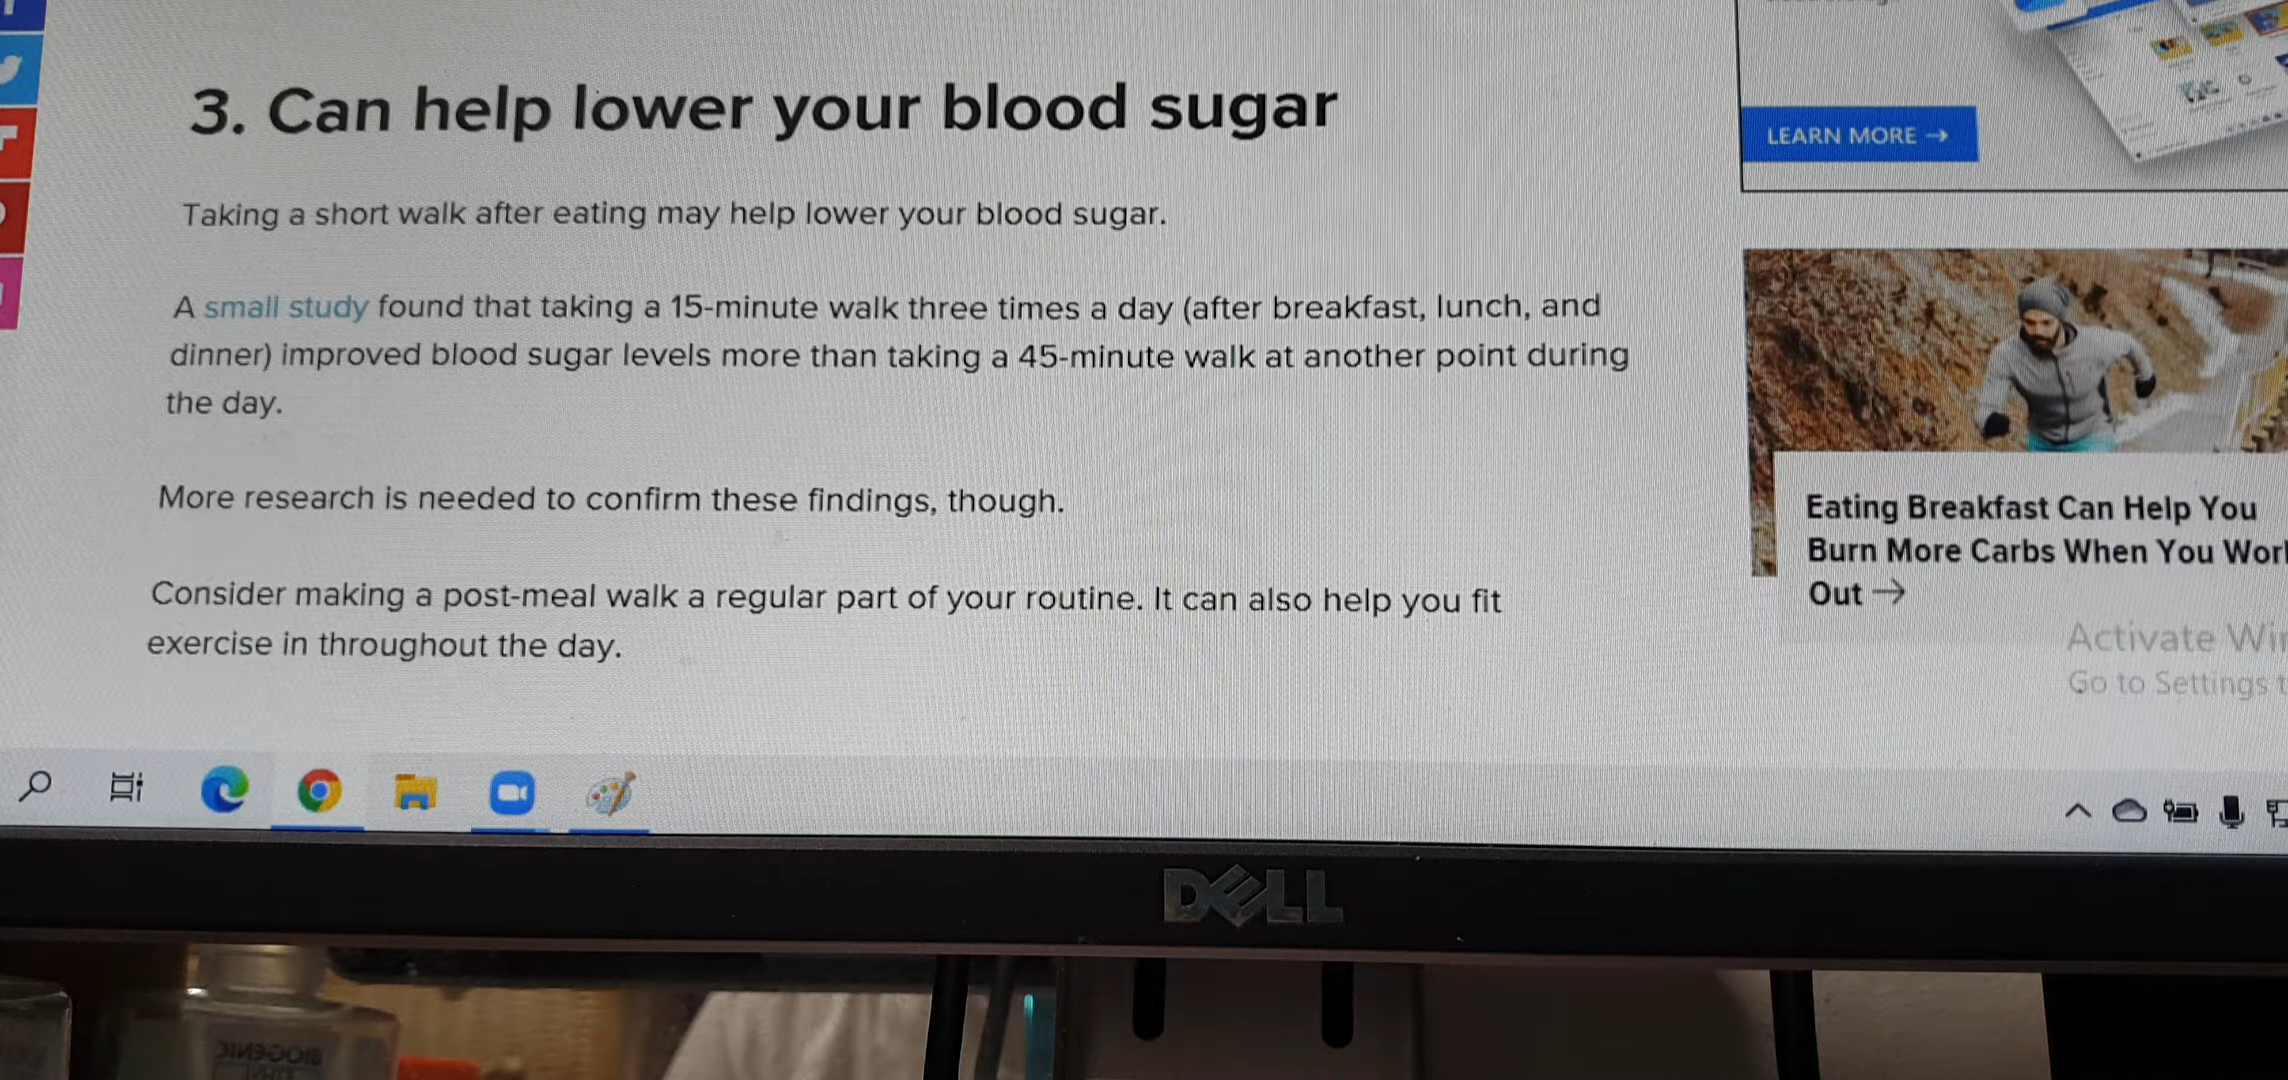 3. Can help lower your blood sugar
Taking a short walk after eating may help lower your blood sugar.
A small study found that taking a 15-minute walk three times a day (after breakfast, lunch, and
dinner) improved blood sugar levels more than taking a 45-minute walk at another point during
the day.
More research is needed to confirm these findings, though.
Consider making a post-meal walk a regular part of your routine. It can also help you fit
exercise in throughout the day.
LEARN MORE →
Eating Breakfast Can Help You
Burn More Carbs When You
Out →
Activate
Go to Settings
DELL
BIOGENIC